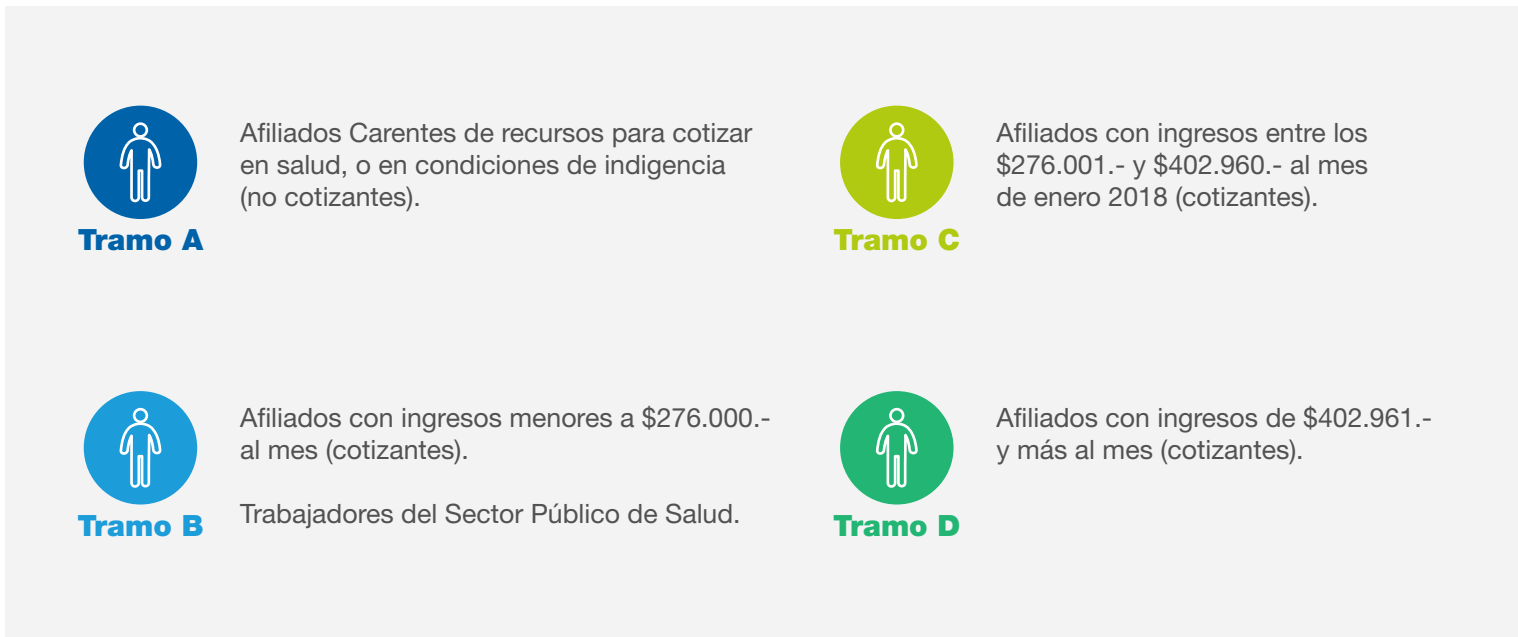 Afiliados Carentes de recursos para cotizar
en salud, o en condiciones de indigencia
(no cotizantes).
Tramo A
Afiliados con ingresos entre los
$276.001.- y $402.960.- al mes
de enero 2018 (cotizantes).
Tramo C
Afiliados con ingresos menores a $276.000.-
al mes (cotizantes).
Trabajadores del Sector Público de Salud.
Tramo B
Afiliados con ingresos de $402.961.-
y más al mes (cotizantes).
Tramo D